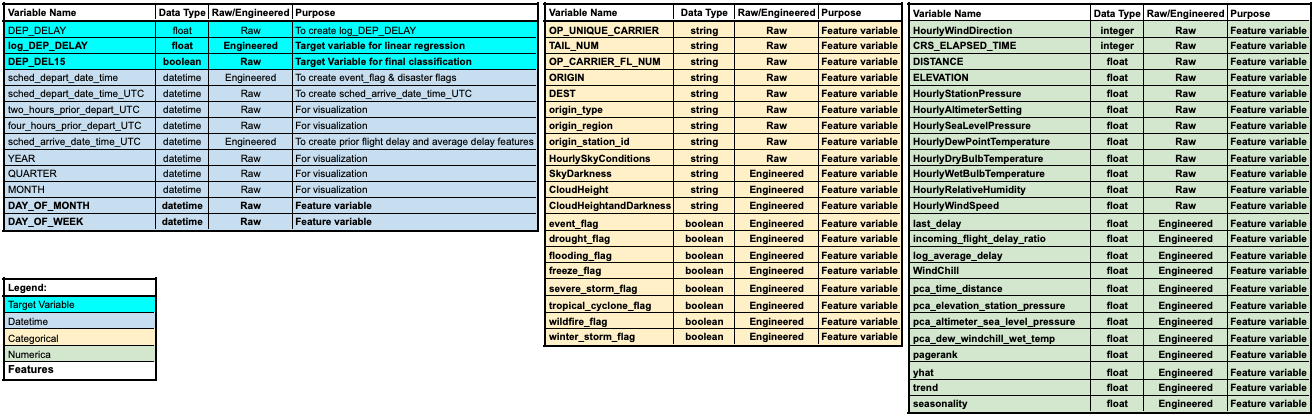 Variable Name Data Type Raw/Engineered Purpose
DEP_DELAY float Raw To create log_DEP_DELAY
log_DEP_DELAY float Engineered Target variable for linear regression
DEP_DEL15 boolean Raw Target Variable for final classification
sched_depart_date_time datetime Engineered To create event_flag & disaster flags
sched_depart_date_time_UTC datetime Raw To create sched_arrive_date_time_UTC
two_hours_prior_depart_UTC datetime Raw For visualization
four_hours_prior_depart_UTC datetime Raw For visualization
sched_arrive_date_time_UTC datetime Engineered To create prior flight delay and average delay features
YEAR datetime Raw For visualization
QUARTER datetime Raw For visualization
MONTH datetime Raw For visualization
DAY_OF_MONTH datetime Raw Feature variable
DAY_OF_WEEK datetime Raw Feature variable
Legend:
Target Variable
Datetime
Categorical
Numerica
Features
Variable Name Data Type Raw/Engineered Purpose
OP_UNIQUE_CARRIER string Raw Feature variable
TAIL_NUM string Raw Feature variable
OP_CARRIER_FL_NUM string Raw Feature variable
ORIGIN string Raw Feature variable
DEST string Raw Feature variable
origin_type string Raw Feature variable
origin_region string Raw Feature variable
origin_station_id string Raw Feature variable
HourlySkyConditions string Raw Feature variable
SkyDarkness string Engineered Feature variable
CloudHeight string Engineered Feature variable
CloudHeightandDarkness string Engineered Feature variable
event_flag boolean Engineered Feature variable
drought_flag boolean Engineered Feature variable
flooding_flag boolean Engineered Feature variable
freeze_flag boolean Engineered Feature variable
severe_storm_flag boolean Engineered Feature variable
tropical_cyclone_flag boolean Engineered Feature variable
wildfire_flag boolean Engineered Feature variable
winter_storm_flag boolean Engineered Feature variable
Variable Name Data Type Raw/Engineered Purpose
HourlyWindDirection integer Raw Feature variable
CRS_ELAPSED_TIME integer Raw Feature variable
DISTANCE float Raw Feature variable
ELEVATION float Raw Feature variable
HourlyStationPressure float Raw Feature variable
HourlyAltimeterSetting float Raw Feature variable
HourlySeaLevelPressure float Raw Feature variable
HourlyDewPointTemperature float Raw Feature variable
HourlyDryBulbTemperature float Raw Feature variable
HourlyWetBulbTemperature float Raw Feature variable
HourlyRelativeHumidity float Raw Feature variable
HourlyWindSpeed float Raw Feature variable
last_delay float Engineered Feature variable
incoming_flight_delay_ratio float Engineered Feature variable
log_average_delay float Engineered Feature variable
WindChill float Engineered Feature variable
pca_time_distance float Engineered Feature variable
pca_elevation_station_pressure float Engineered Feature variable
pca_altimeter_sea_level_pressure float Engineered Feature variable
pca_dew_windchill_wet_temp float Engineered Feature variable
pagerank float Engineered Feature variable
yhat float Engineered Feature variable
trend float Engineered Feature variable
seasonality float Engineered Feature variable